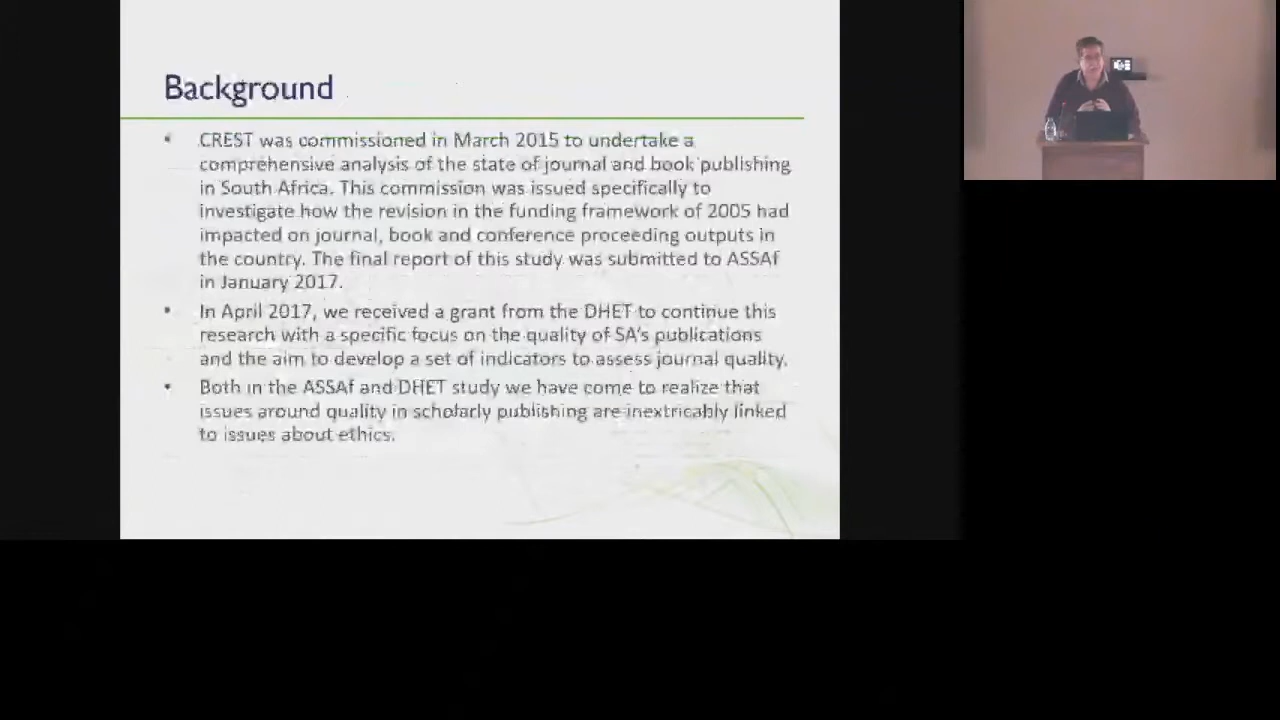 Background
• CREST was commissioned in March 2015 to undertake a
comprehensive analysis of the state of journal and book publishing
in South Africa. This commission was issued specifically to
investigate how the revision in the funding framework of 2005 had
impacted on journal, book and conference proceeding outputs in
the country. The final report of this study was submitted to ASSAf
in January 2017.
• In April 2017, we received a grant from the DHET to continue this
research with a specific focus on the quality of SA's publications
and the aim to develop a set of indicators to assess journal quality.
• Both in the ASSAf and DHET study we have come to realize that
issues around quality in scholarly publishing are inextricably linked
to issues about ethics.